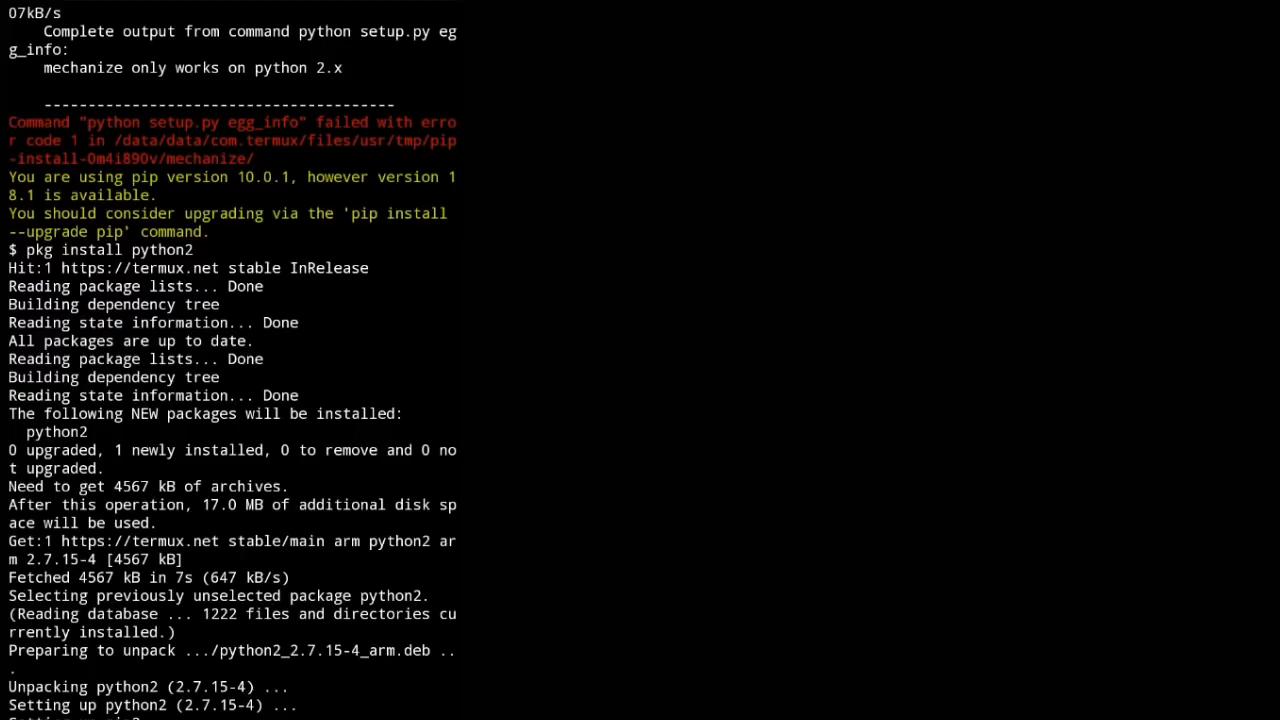 07kB/s
    Complete output from command python setup.py eg
g_info:
    mechanize only works on python 2.x
    ----------------------------------------
Command "python setup.py egg_info" failed with erro
r code 1 in /data/data/com.termux/files/usr/tmp/pip
-install-0m4i890v/mechanize/
You are using pip version 10.0.1, however version 1
8.1 is available.
You should consider upgrading via the 'pip install
--upgrade pip' command.
$ pkg install python2
Hit:1 https://termux.net stable InRelease
Reading package lists... Done
Building dependency tree
Reading state information... Done
All packages are up to date.
Reading package lists... Done
Building dependency tree
Reading state information... Done
The following NEW packages will be installed:
  python2
0 upgraded, 1 newly installed, 0 to remove and 0 no
t upgraded.
Need to get 4567 kB of archives.
After this operation, 17.0 MB of additional disk sp
ace will be used.
Get:1 https://termux.net stable/main arm python2 ar
m 2.7.15-4 [4567 kB]
Fetched 4567 kB in 7s (647 kB/s)
Selecting previously unselected package python2.
(Reading database ... 1222 files and directories cu
rrently installed.)
Preparing to unpack .../python2_2.7.15-4_arm.deb ..
.
Unpacking python2 (2.7.15-4) ...
Setting up python2 (2.7.15-4) ...